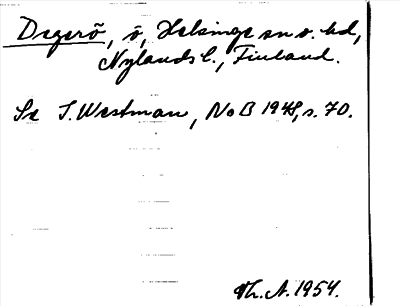 Degerö, ö, Helsinge sn o. hd,
Nylands l., Finland.
Se I. Westman, NoB 1948, s. 70.
Th. A. 1954.